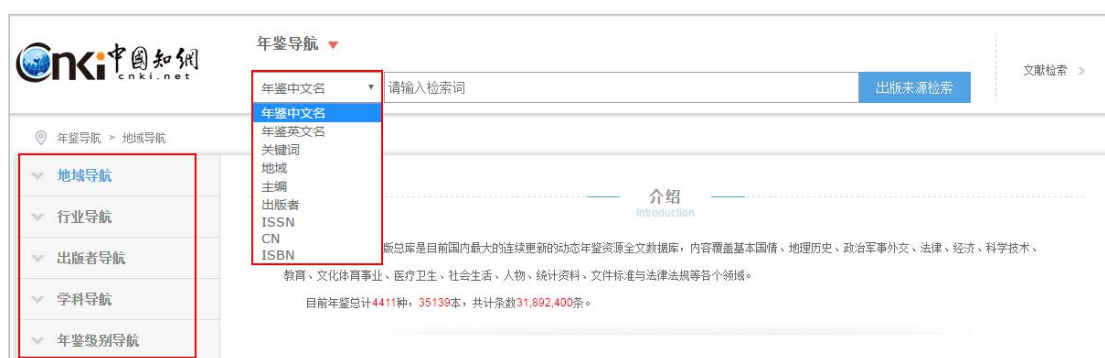 Cnki中国知网
cnki.net
年鉴导航 ▼
年鉴中文名 ▼ 请输入检索词 出版来源检索
文献检索 >
年鉴中文名
年鉴英文名
关键词
地域
主编
出版者
ISSN
CN
ISBN
年鉴导航 > 地域导航
地域导航
行业导航
出版者导航
学科导航
年鉴级别导航
介绍
Introduction
版总库是目前国内最大的连续更新的动态年鉴资源全文数据库,内容覆盖基本国情、地理历史、政治军事外交、法律、经济、科学技术、
教育、文化体育事业、医疗卫生、社会生活、人物、统计资料、文件标准与法律法规等各个领域。
目前年鉴总计4411种,35139本,共计条数31,892,400条。